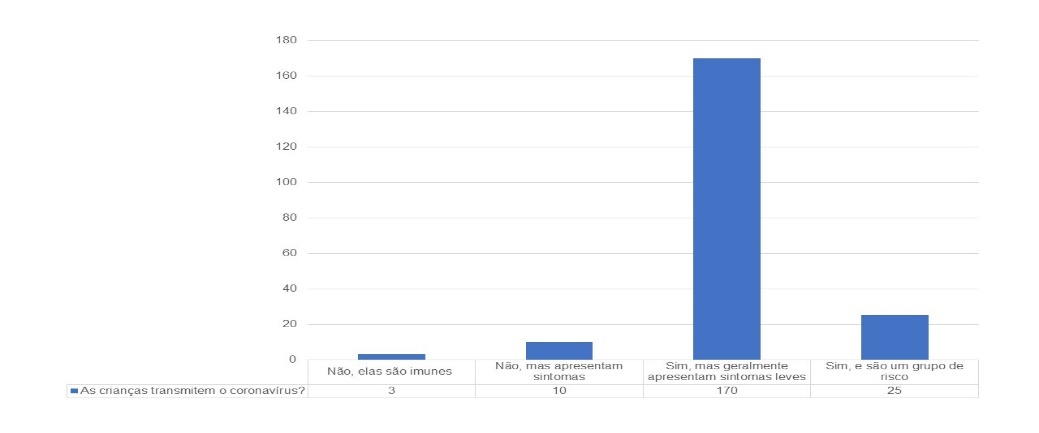 180
160
140
120
100
80
60
40
20
0
Não, elas são imunes
Não, mas apresentam
sintomas
Sim, mas geralmente
apresentam sintomas leves
Sim, e são um grupo de
risco
As crianças transmitem o coronavírus? 3 10 170 25